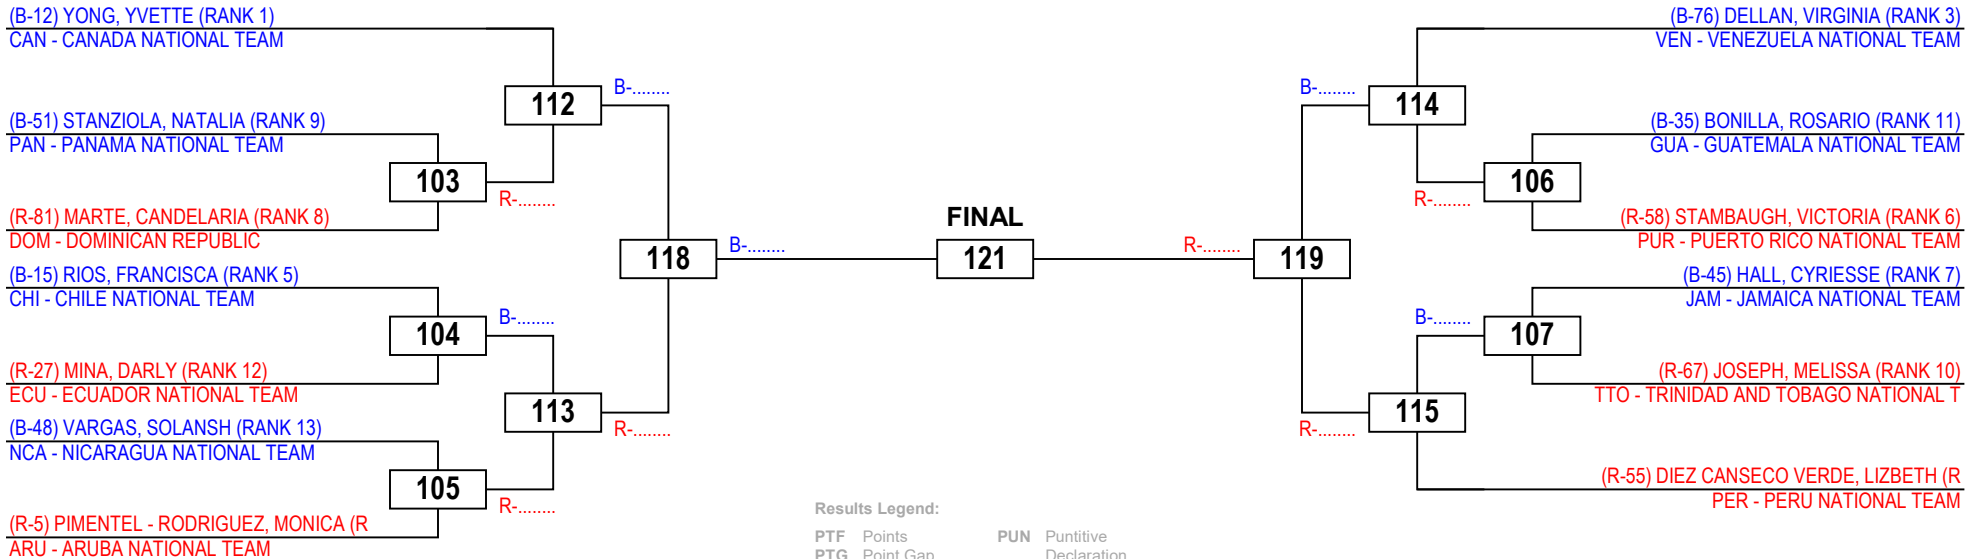 (B-12) YONG, YVETTE (RANK 1)
CAN - CANADA NATIONAL TEAM
(B-51) STANZIOLA, NATALIA (RANK 9)
PAN - PANAMA NATIONAL TEAM
(R-81) MARTE, CANDELARIA (RANK 8)
DOM - DOMINICAN REPUBLIC
(B-15) RIOS, FRANCISCA (RANK 5)
CHI - CHILE NATIONAL TEAM
(R-27) MINA, DARLY (RANK 12)
ECU - ECUADOR NATIONAL TEAM
(B-48) VARGAS, SOLANSH (RANK 13)
NCA - NICARAGUA NATIONAL TEAM
(R-5) PIMENTEL - RODRIGUEZ, MONICA (R
ARU - ARUBA NATIONAL TEAM
103
R-........
104
B-........
105
R-........
112
B-........
113
R-........
118
B-........
FINAL
121
R-........
119
B-........
114
R-........
115
R-........
106
B-........
107
(B-76) DELLAN, VIRGINIA (RANK 3)
VEN - VENEZUELA NATIONAL TEAM
(B-35) BONILLA, ROSARIO (RANK 11)
GUA - GUATEMALA NATIONAL TEAM
(R-58) STAMBAUGH, VICTORIA (RANK 6)
PUR - PUERTO RICO NATIONAL TEAM
(B-45) HALL, CYRIESSE (RANK 7)
JAM - JAMAICA NATIONAL TEAM
(R-67) JOSEPH, MELISSA (RANK 10)
TTO - TRINIDAD AND TOBAGO NATIONAL T
(R-55) DIEZ CANSECO VERDE, LIZBETH (R
PER - PERU NATIONAL TEAM
Results Legend:
PTF Points PUN Puntitive
PTG Point Gap Declaration